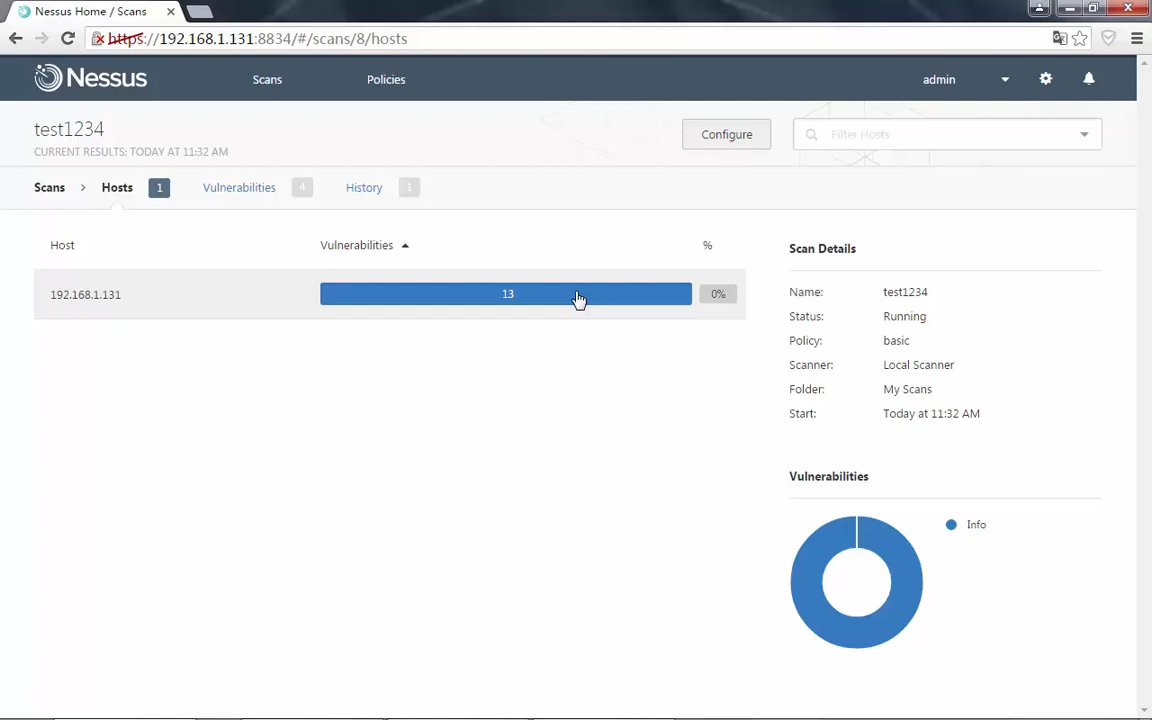 Nessus Home / Scans
https://192.168.1.131:8834/#/scans/8/hosts
Nessus Scans Policies admin
test1234
Configure
Filter Hosts
CURRENT RESULTS: TODAY AT 11:32 AM
Scans Hosts 1 Vulnerabilities 4 History 1
Host Vulnerabilities %
192.168.1.131 13 0%
Scan Details
Name: test1234
Status: Running
Policy: basic
Scanner: Local Scanner
Folder: My Scans
Start: Today at 11:32 AM
Vulnerabilities
Info